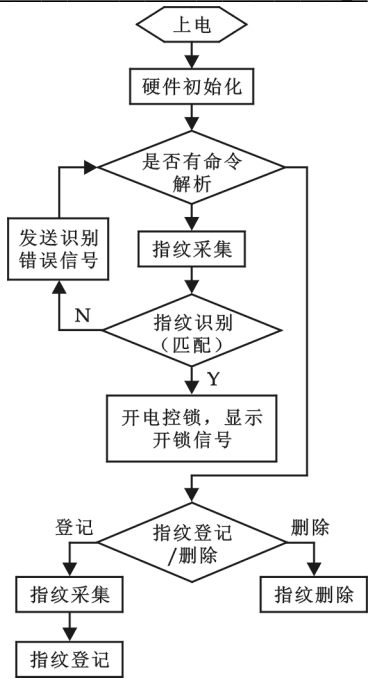 上电
硬件初始化
是否有命令
解析
发送识别
错误信号
指纹采集
N
指纹识别
（匹配）
Y
开电控锁，显示
开锁信号
登记
指纹登记
/删除
删除
指纹采集
指纹删除
指纹登记